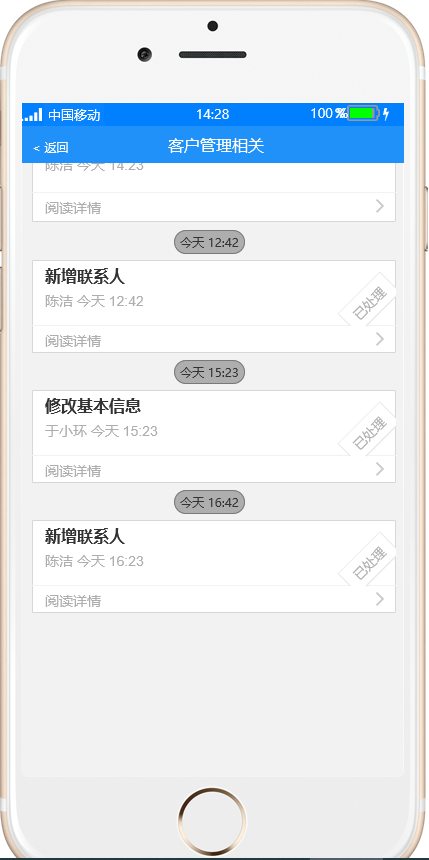 中国移动 14:28 100 %
< 返回 客户管理相关
陈洁 今天 14:23
阅读详情
今天 12:42
新增联系人
陈洁 今天 12:42
已处理
阅读详情
今天 15:23
修改基本信息
于小环 今天 15:23
已处理
阅读详情
今天 16:42
新增联系人
陈洁 今天 16:23
已处理
阅读详情